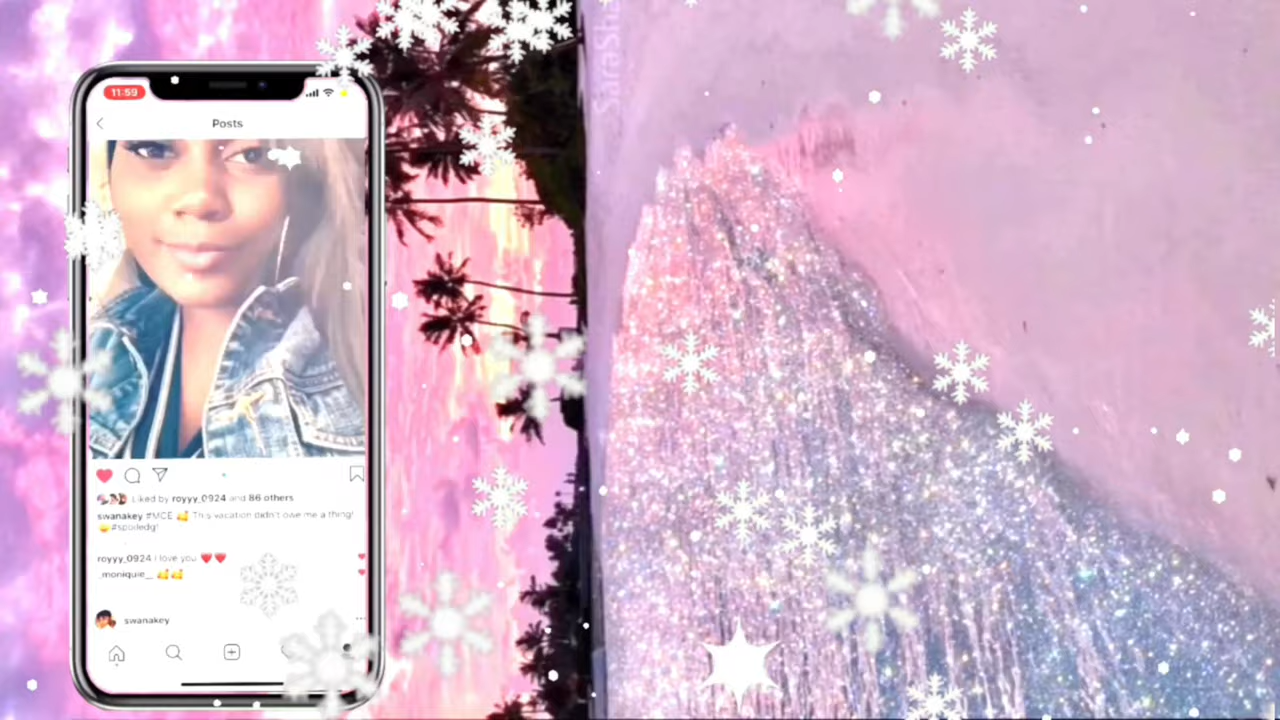 11:59
Posts
Liked by royyy_0924 and 86 others
swanakey #MCE 🥰 This vacation didn't owe me a thing!
#spoiledg!
royyy_0924 I love you ❤️❤️
_moniquie__ 🥰🥰
swanakey